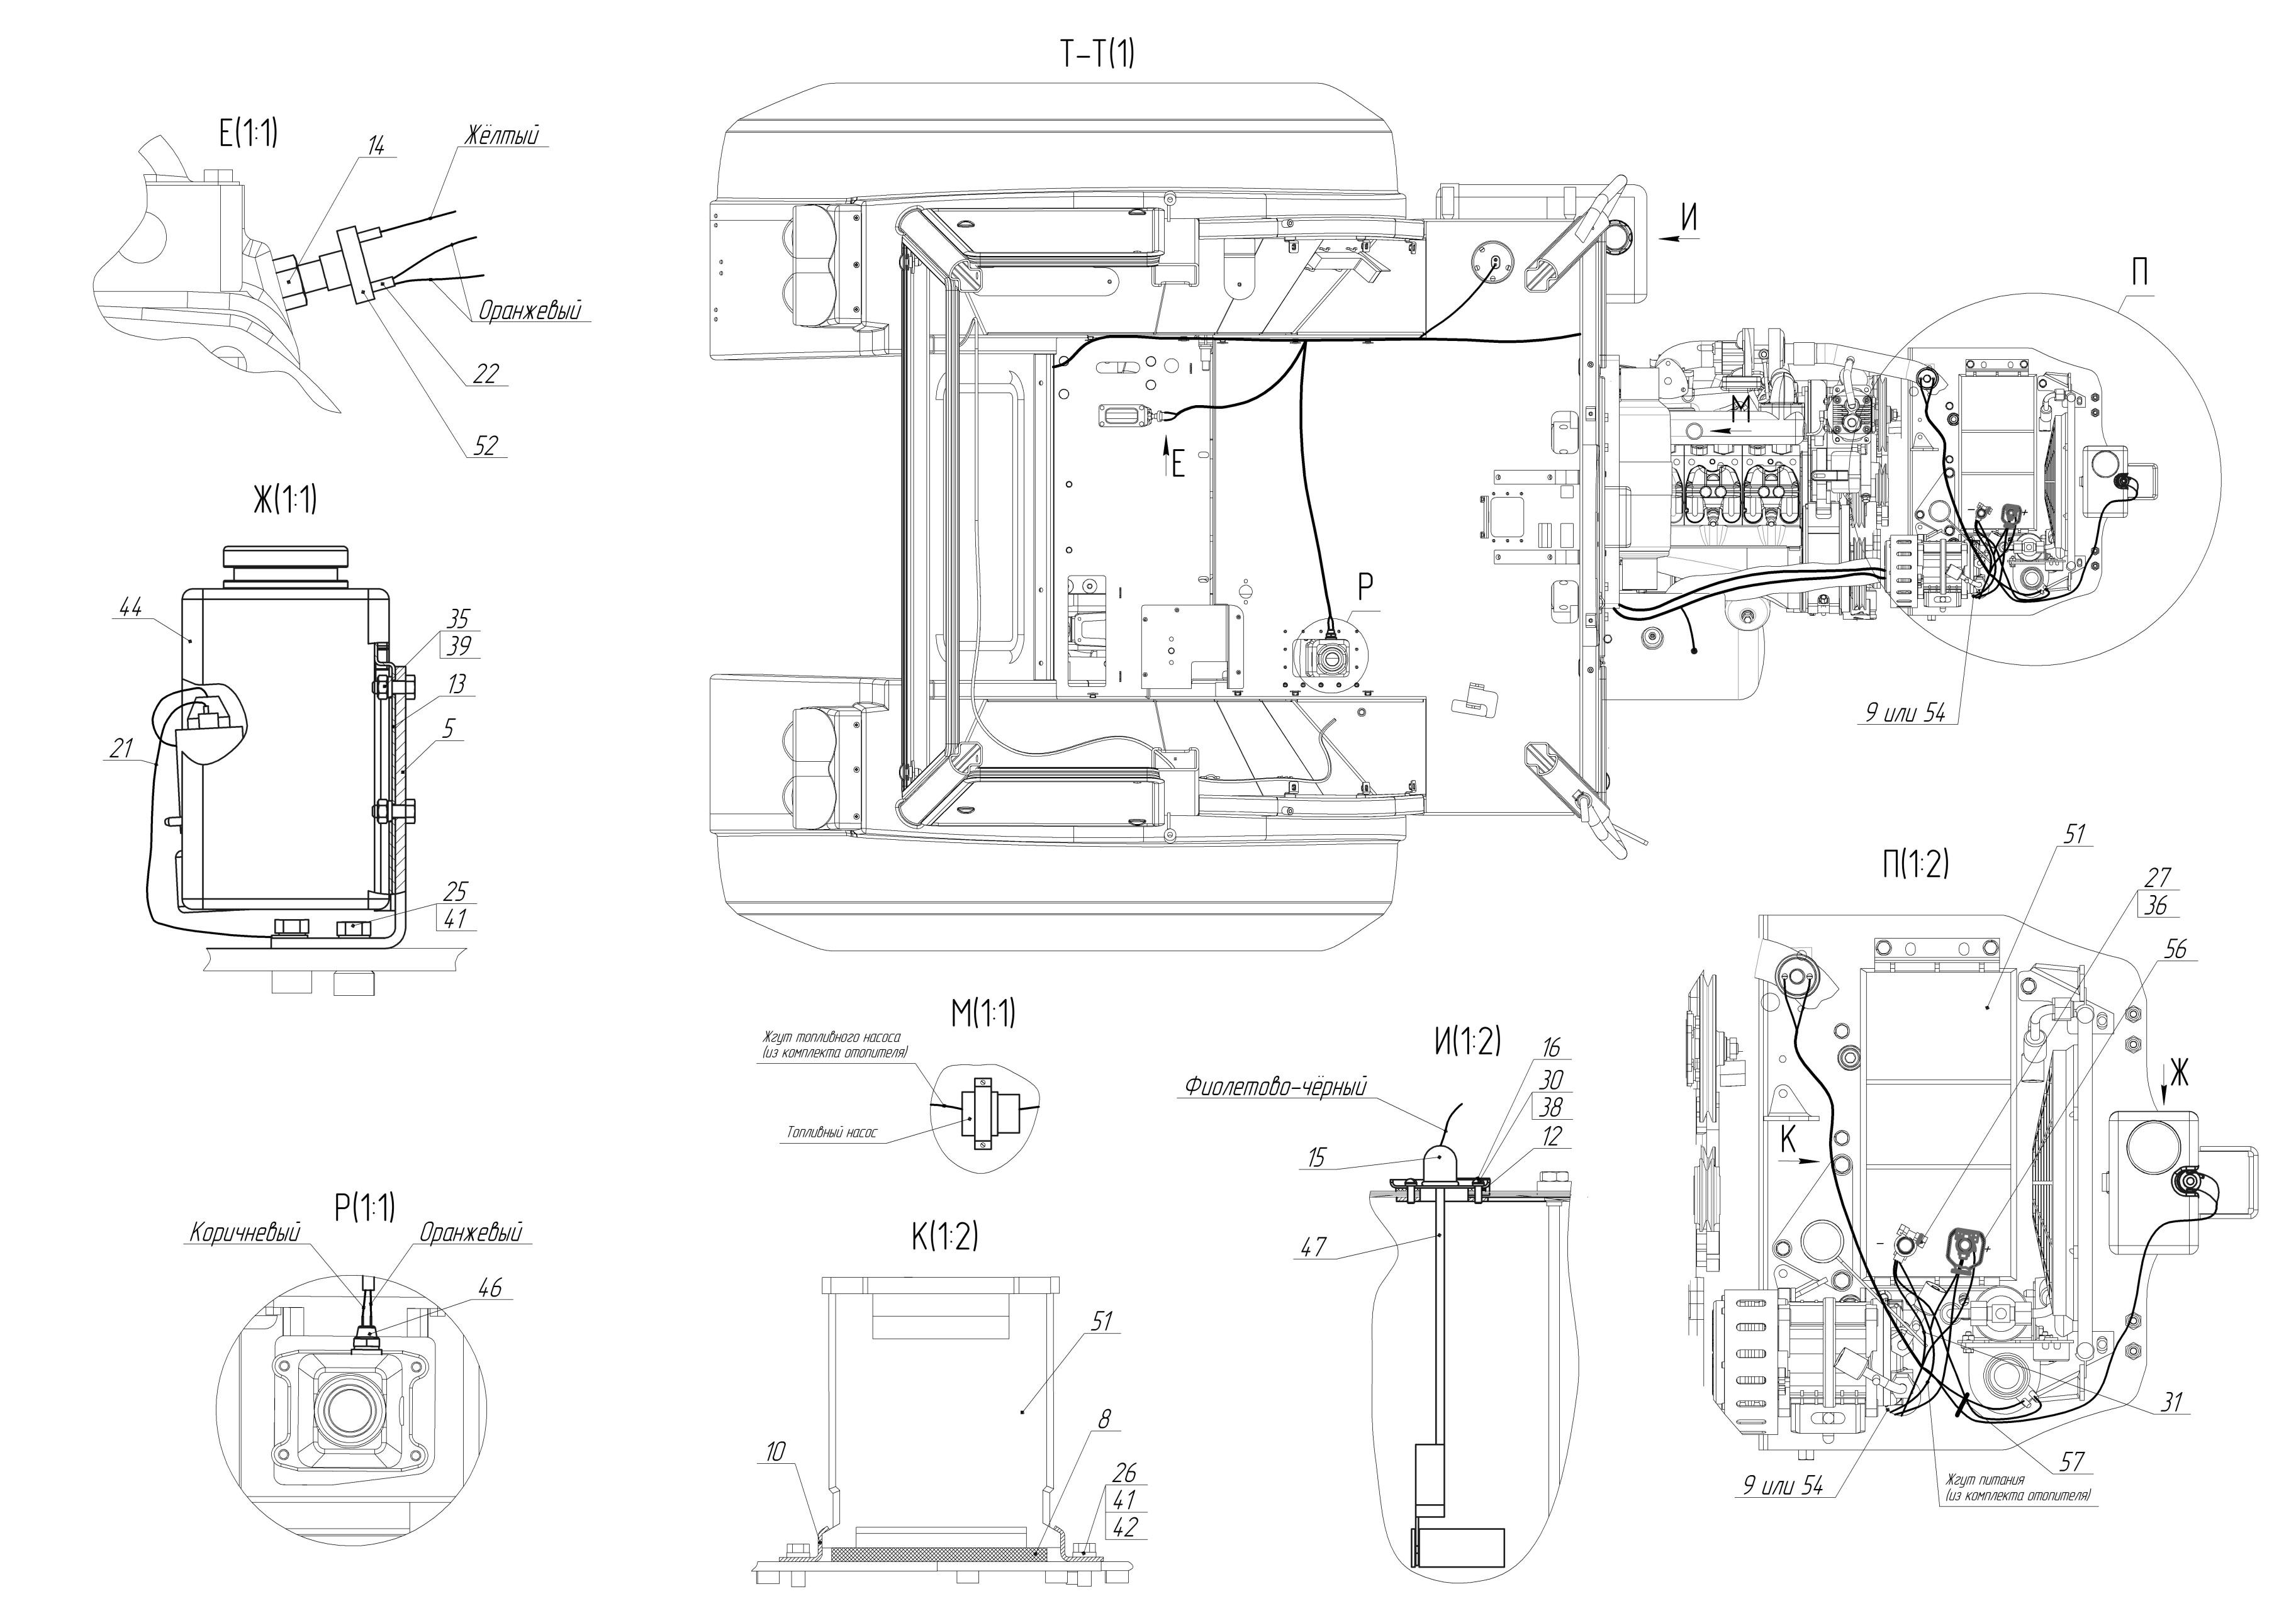 Т-Т(1)
Е(1:1)
14
Жёлтый
Оранжевый
22
52
И
П
М
Е
Р
9 или 54
Ж(1:1)
44
35
39
13
5
21
25
41
М(1:1)
Жгут топливного насоса
(из комплекта отопителя)
Топливный насос
И(1:2)
Фиолетово-чёрный
16
30
38
12
15
47
П(1:2)
51
27
36
56
Ж
К
-
+
31
57
9 или 54
Жгут питания
(из комплекта отопителя)
Р(1:1)
Коричневый
Оранжевый
46
К(1:2)
51
8
10
26
41
42